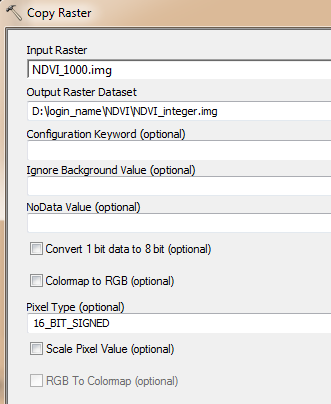 Copy Raster
Input Raster
NDVI_1000.img
Output Raster Dataset
D:\login_name\NDVI\NDVI_integer.img
Configuration Keyword (optional)
Ignore Background Value (optional)
NoData Value (optional)
Convert 1 bit data to 8 bit (optional)
Colormap to RGB (optional)
Pixel Type (optional)
16_BIT_SIGNED
Scale Pixel Value (optional)
RGB To Colormap (optional)